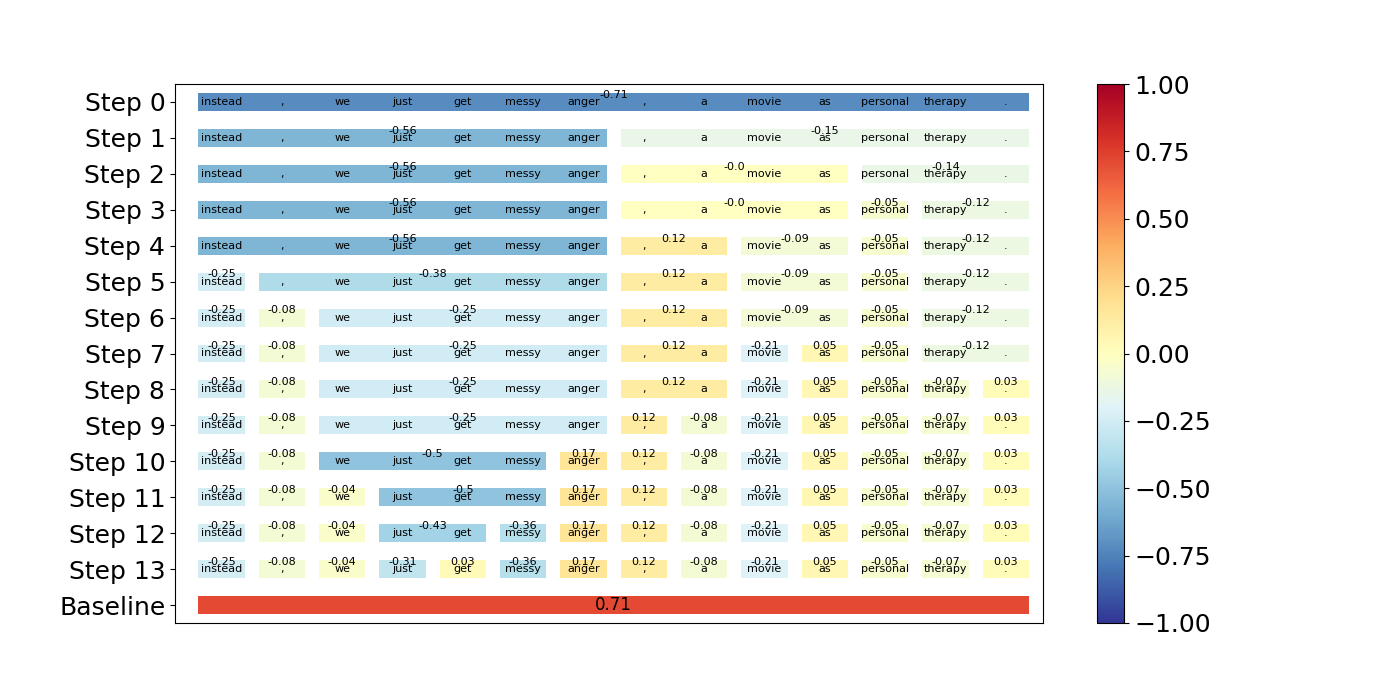 Step 0 instead , we just get messy anger -0.71 , a movie as personal therapy . 1.00
Step 1 instead , we -0.56 just get messy anger , a movie -0.15 as personal therapy .
Step 2 instead , we -0.56 just get messy anger , a -0.0 movie as personal -0.14 therapy . 0.75
Step 3 instead , we -0.56 just get messy anger , a -0.0 movie as -0.05 personal therapy -0.12 .
Step 4 instead , we -0.56 just get messy anger , 0.12 a movie -0.09 as -0.05 personal therapy -0.12 . 0.50
Step 5 -0.25 instead , we just -0.38 get messy anger , 0.12 a movie -0.09 as -0.05 personal therapy -0.12 . 0.25
Step 6 -0.25 instead -0.08 , we just -0.25 get messy anger , 0.12 a movie -0.09 as -0.05 personal therapy -0.12 .
Step 7 -0.25 instead -0.08 , we just -0.25 get messy anger , 0.12 a -0.21 movie 0.05 as -0.05 personal therapy -0.12 . 0.00
Step 8 -0.25 instead -0.08 , we just -0.25 get messy anger , 0.12 a -0.21 movie 0.05 as -0.05 personal -0.07 therapy 0.03 .
Step 9 -0.25 instead -0.08 , we just -0.25 get messy anger 0.12 , -0.08 a -0.21 movie 0.05 as -0.05 personal -0.07 therapy 0.03 . −0.25
Step 10 -0.25 instead -0.08 , we just -0.5 get messy 0.17 anger 0.12 , -0.08 a -0.21 movie 0.05 as -0.05 personal -0.07 therapy 0.03 .
Step 11 -0.25 instead -0.08 , -0.04 we just -0.5 get messy 0.17 anger 0.12 , -0.08 a -0.21 movie 0.05 as -0.05 personal -0.07 therapy 0.03 . −0.50
Step 12 -0.25 instead -0.08 , -0.04 we just -0.43 get -0.36 messy 0.17 anger 0.12 , -0.08 a -0.21 movie 0.05 as -0.05 personal -0.07 therapy 0.03 . −0.75
Step 13 -0.25 instead -0.08 , -0.04 we -0.31 just 0.03 get -0.36 messy 0.17 anger 0.12 , -0.08 a -0.21 movie 0.05 as -0.05 personal -0.07 therapy 0.03 .
Baseline 0.71 −1.00